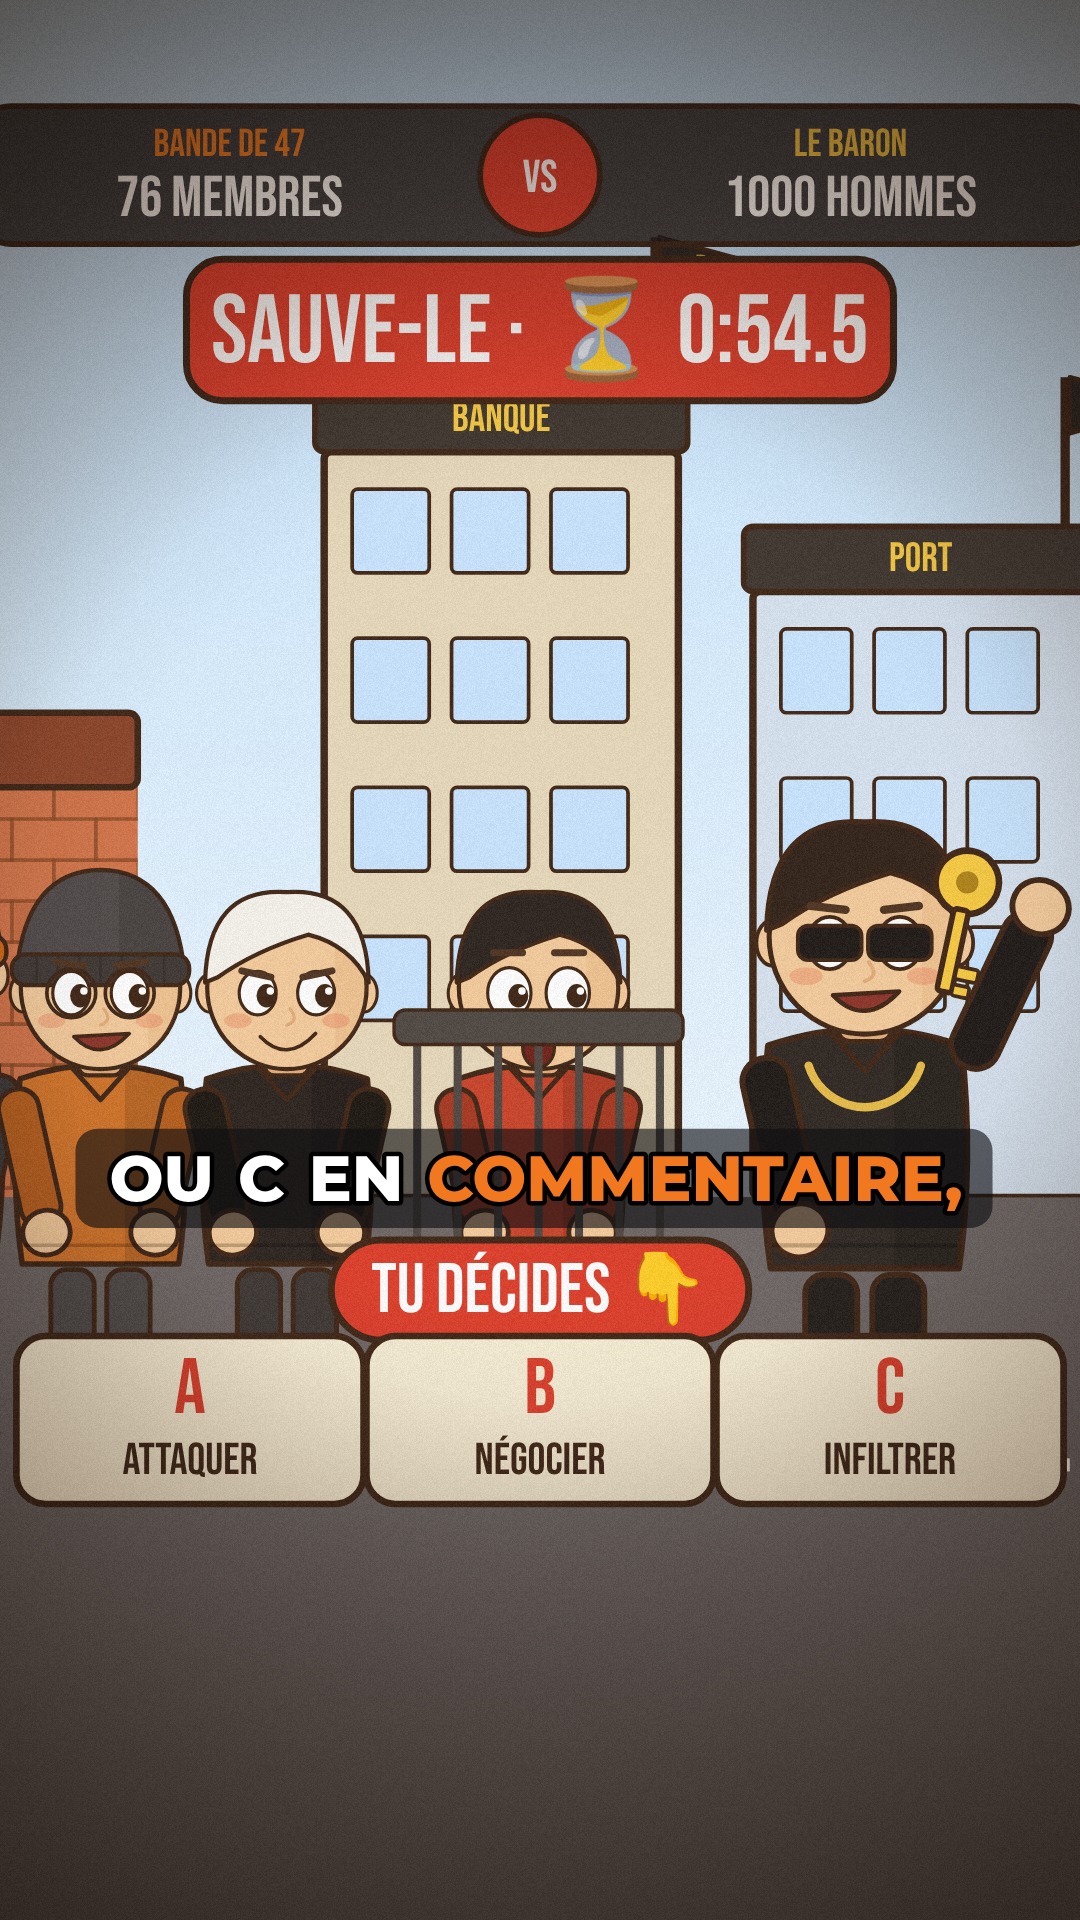 BANDE DE 47
76 MEMBRES
VS
LE BARON
1000 HOMMES
SAUVE-LE · ⏳ 0:54.5
BANQUE
PORT
OU C EN COMMENTAIRE,
TU DÉCIDES 👇
A
ATTAQUER
B
NÉGOCIER
C
INFILTRER